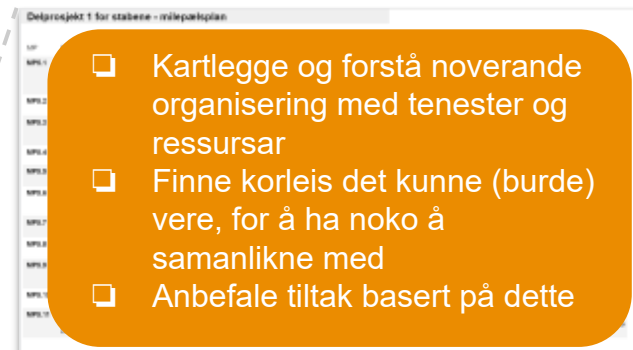 Delprosjekt 1 for stabene - milepælsplan
MP
❏ Kartlegge og forstå noverande
organisering med tenester og
ressursar
❏ Finne korleis det kunne (burde)
vere, for å ha noko å
samanlikne med
❏ Anbefale tiltak basert på dette